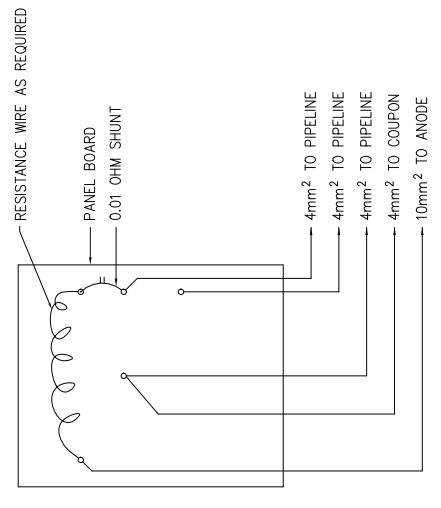 RESISTANCE WIRE AS REQUIRED
PANEL BOARD
0.01 OHM SHUNT
4mm² TO PIPELINE
4mm² TO PIPELINE
4mm² TO PIPELINE
4mm² TO COUPON
10mm² TO ANODE